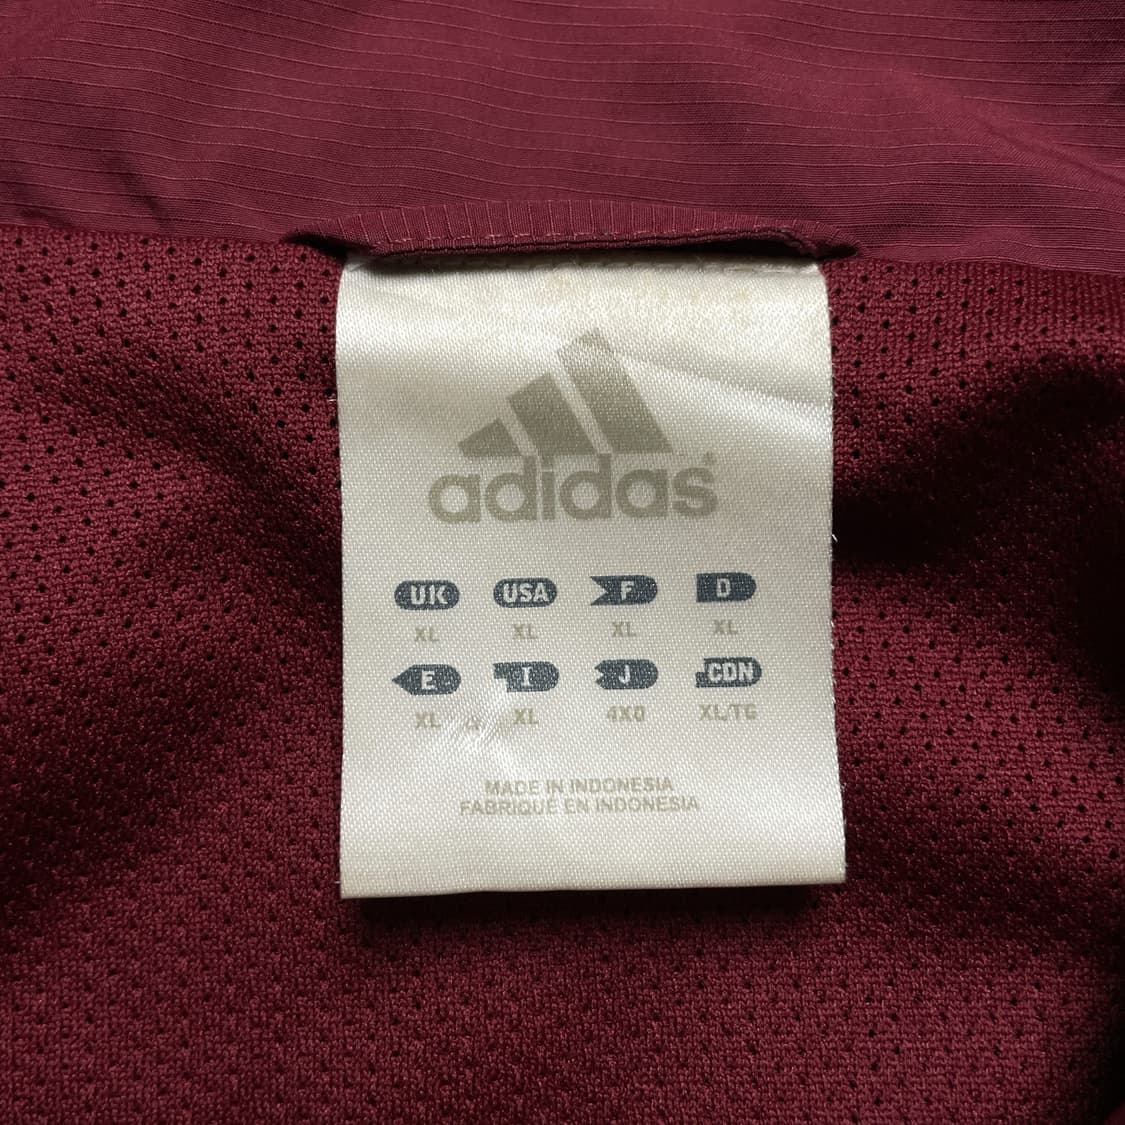 adidas®
UK USA F D
XL XL XL XL
E I J CDN
XL XL 4XO XL/TG
MADE IN INDONESIA
FABRIQUÉ EN INDONESIA